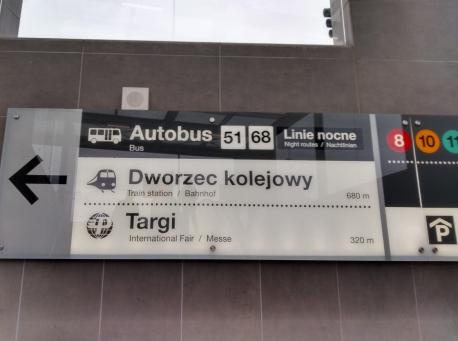 Autobus 51 68 Linie nocne
Bus Night routes / Nachtlinien
Dworzec kolejowy
Train station / Bahnhof 680 m
Targi
International Fair / Messe 320 m
8 10 11
P